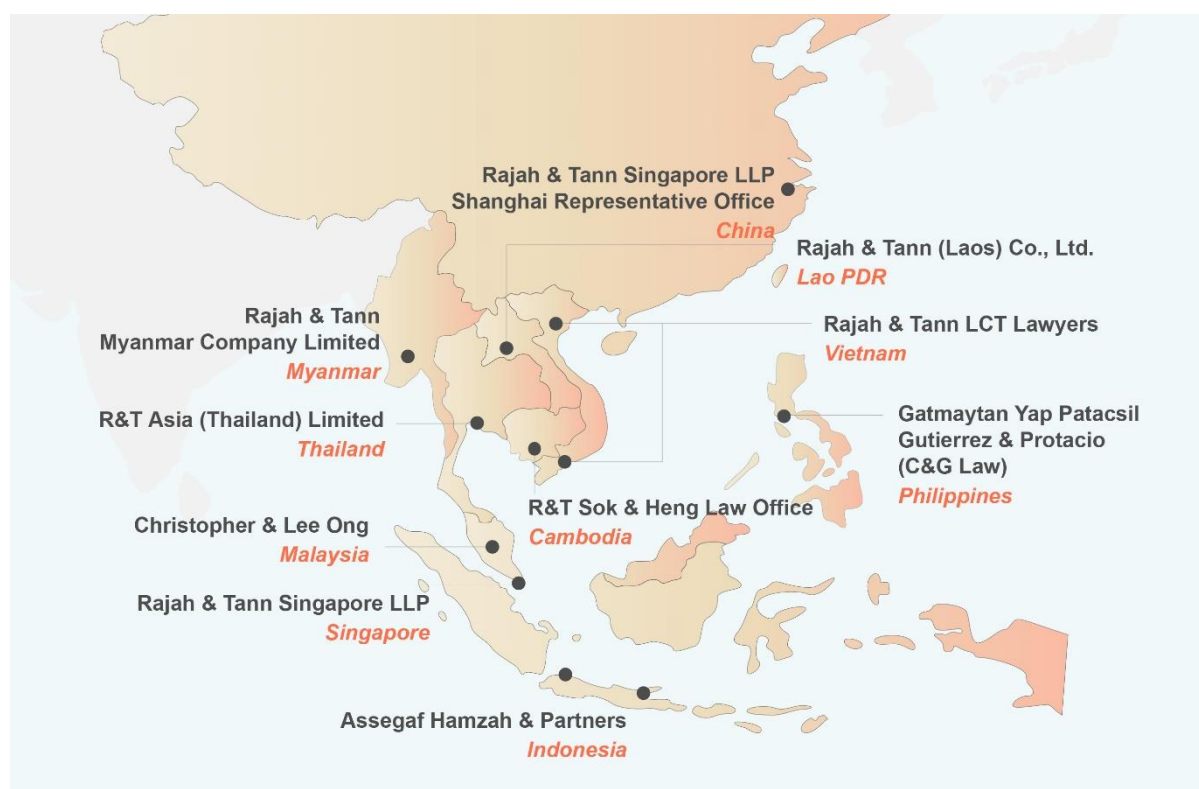 Rajah & Tann Singapore LLP
Shanghai Representative Office
China
Rajah & Tann (Laos) Co., Ltd.
Lao PDR
Rajah & Tann
Myanmar Company Limited
Myanmar
Rajah & Tann LCT Lawyers
Vietnam
R&T Asia (Thailand) Limited
Thailand
Gatmaytan Yap Patacsil
Gutierrez & Protacio
(C&G Law)
Philippines
R&T Sok & Heng Law Office
Cambodia
Christopher & Lee Ong
Malaysia
Rajah & Tann Singapore LLP
Singapore
Assegaf Hamzah & Partners
Indonesia